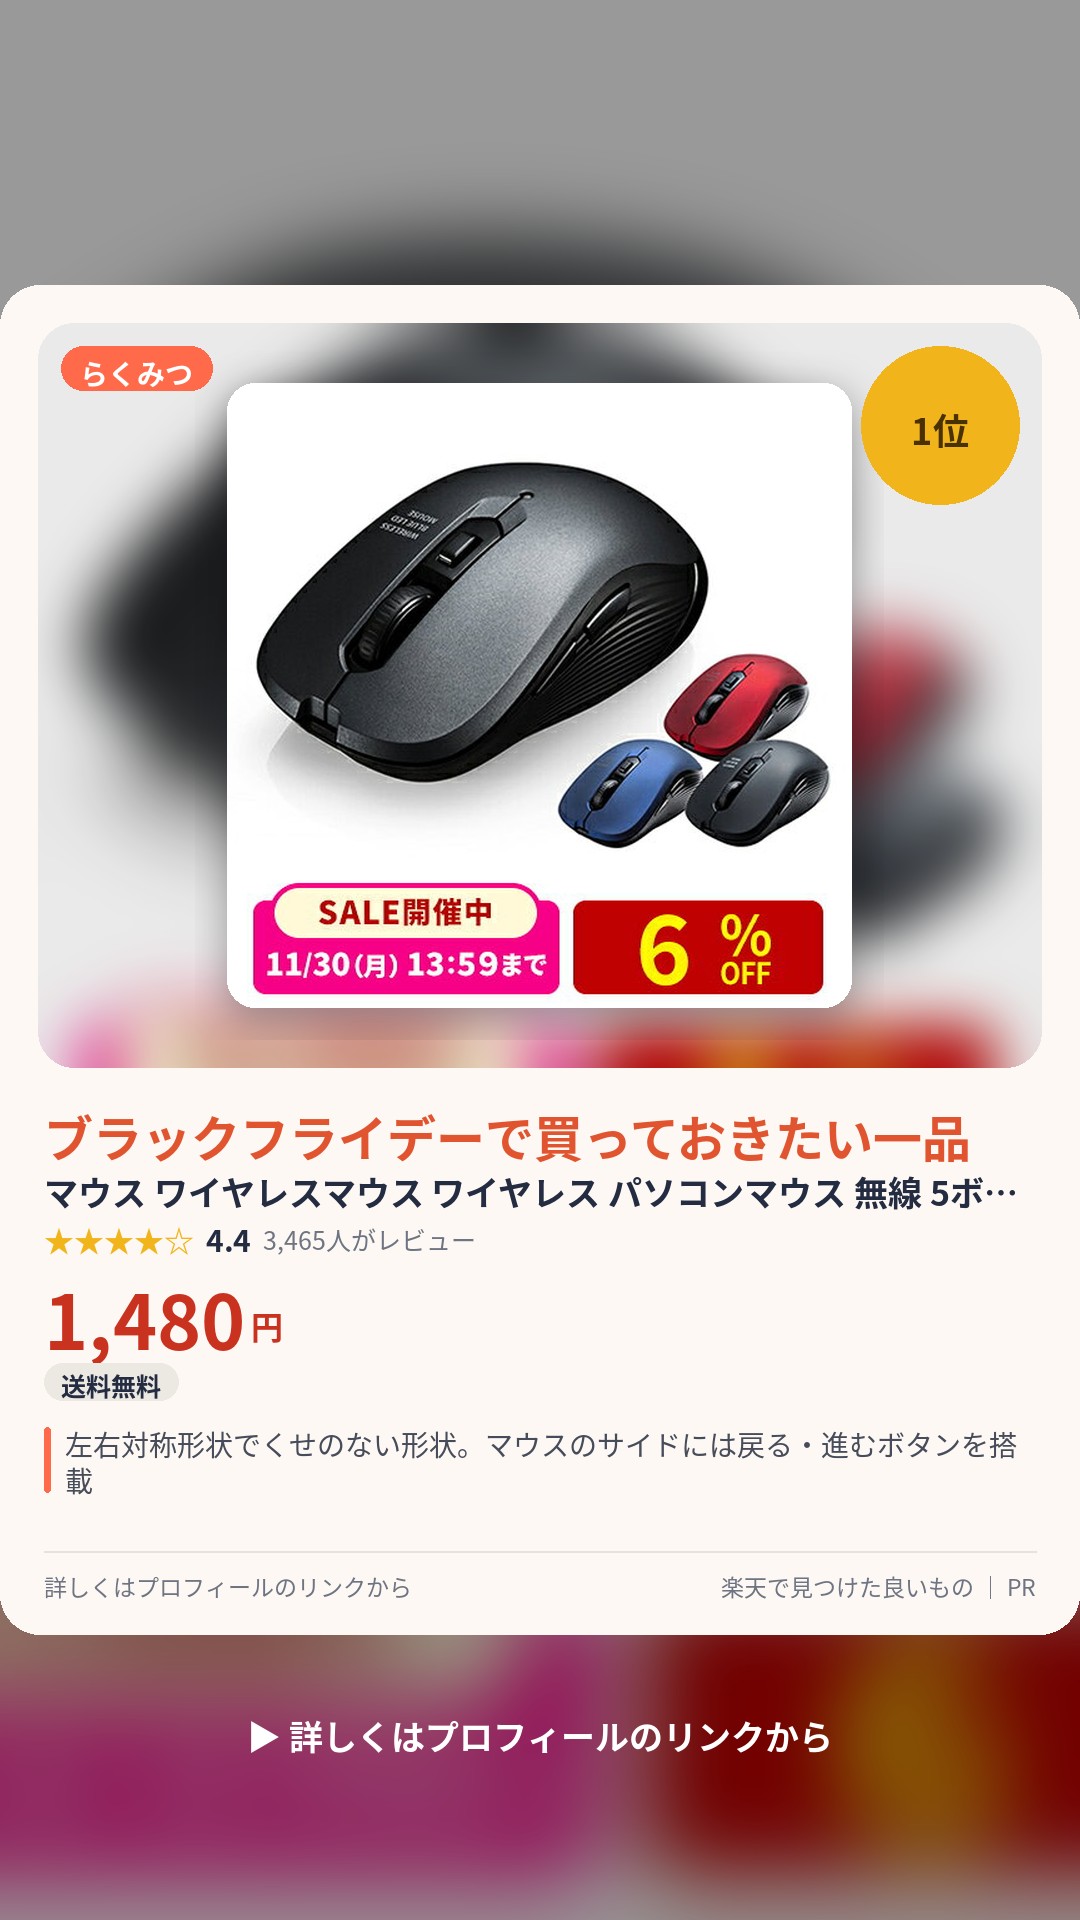 らくみつ
1位
WIRELESS
BLUE LED
MOUSE
SALE開催中
11/30(月) 13:59まで
6%
OFF
ブラックフライデーで買っておきたい一品
マウス ワイヤレスマウス ワイヤレス パソコンマウス 無線 5ボ…
★★★★☆ 4.4 3,465人がレビュー
1,480円
送料無料
左右対称形状でくせのない形状。マウスのサイドには戻る・進むボタンを搭
載
詳しくはプロフィールのリンクから
楽天で見つけた良いもの｜PR
▶ 詳しくはプロフィールのリンクから